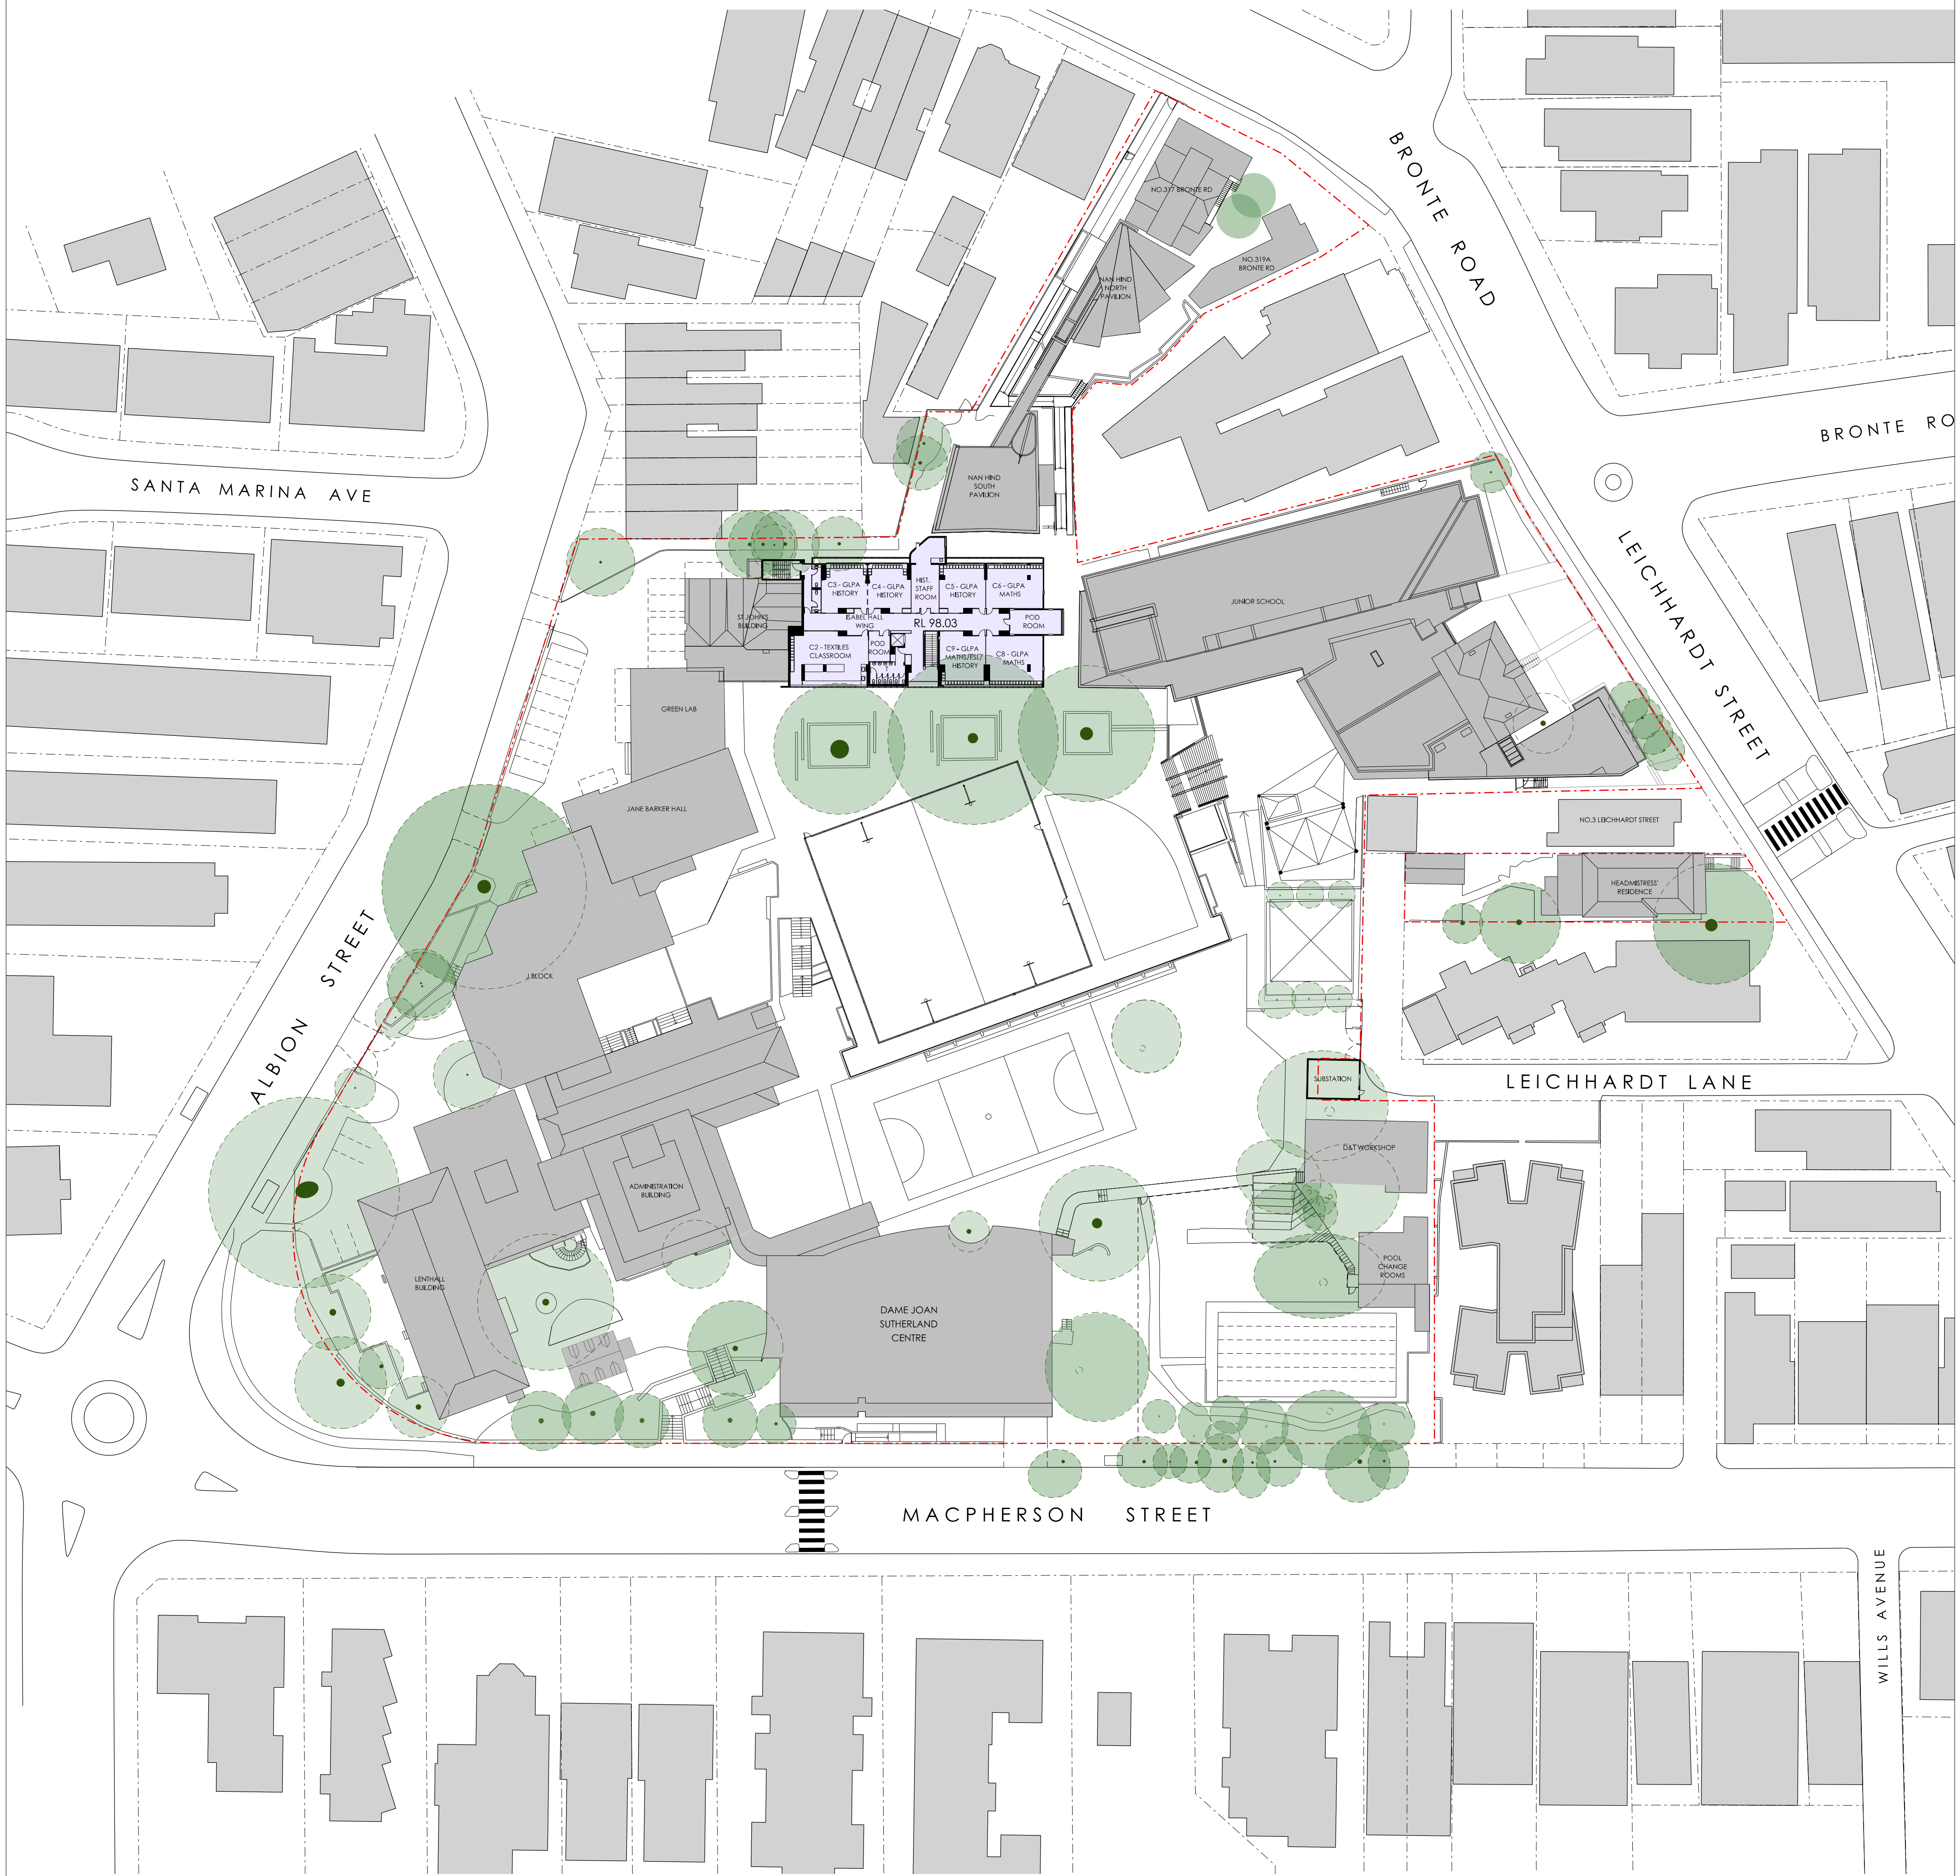 NO.317 BRONTE RD
BRONTE ROAD
NO.319A
BRONTE RD
NAN HIND
NORTH
PAVILION
BRONTE RO
SANTA MARINA AVE
NAN HIND
SOUTH
PAVILION
LEICHHARDT STREET
C3 - GLPA
HISTORY
C4 - GLPA
HISTORY
HIST.
STAFF
ROOM
C5 - GLPA
HISTORY
C6 - GLPA
MATHS
JUNIOR SCHOOL
ST JOHN'S
BUILDING
ISABEL HALL
WING
RL 98.03
POD
ROOM
C2 - TEXTILES
CLASSROOM
POD
ROOM
C9 - GLPA
MATHS/ESL/
HISTORY
C8 - GLPA
MATHS
GREEN LAB
JANE BARKER HALL
NO.3 LEICHHARDT STREET
HEADMISTRESS'
RESIDENCE
ALBION STREET
J BLOCK
SUBSTATION
LEICHHARDT LANE
D&T WORKSHOP
ADMINISTRATION
BUILDING
LENTHALL
BUILDING
POOL
CHANGE
ROOMS
DAME JOAN
SUTHERLAND
CENTRE
MACPHERSON STREET
WILLS AVENUE